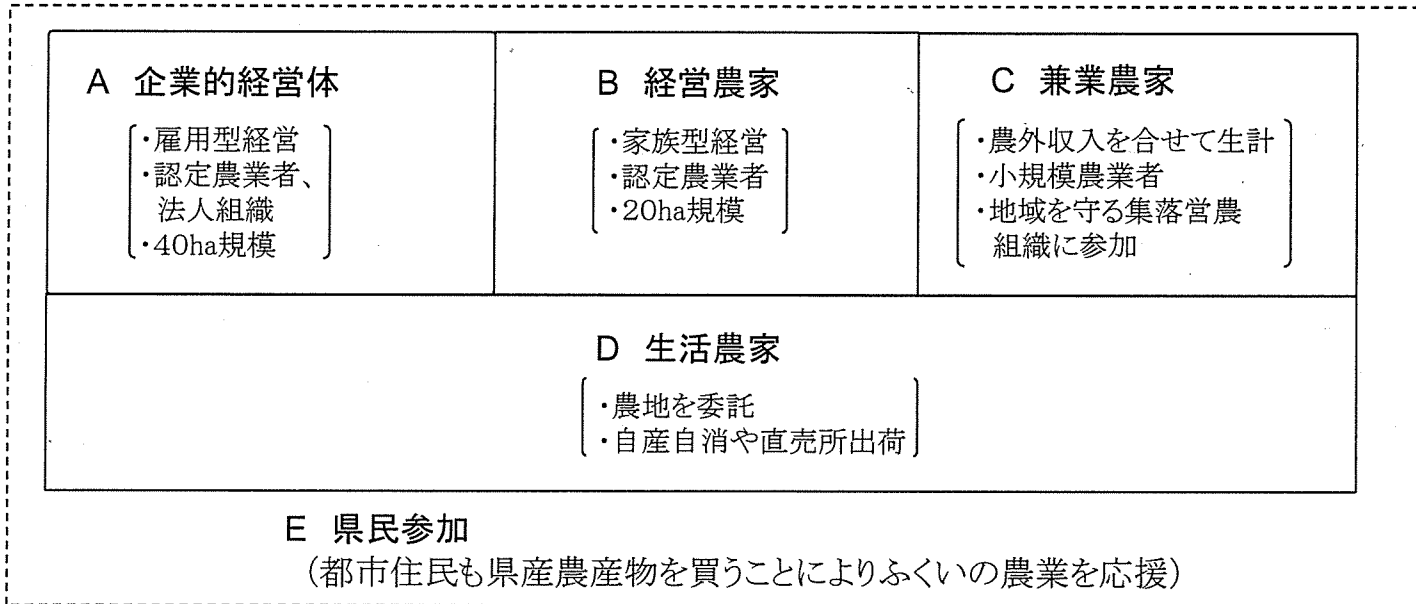 A 企業的経営体
・雇用型経営
・認定農業者、
法人組織
・40ha規模
B 経営農家
・家族型経営
・認定農業者
・20ha規模
C 兼業農家
・農外収入を合せて生計
・小規模農業者
・地域を守る集落営農
組織に参加
D 生活農家
・農地を委託
・自産自消や直売所出荷
E 県民参加
(都市住民も県産農産物を買うことによりふくいの農業を応援)